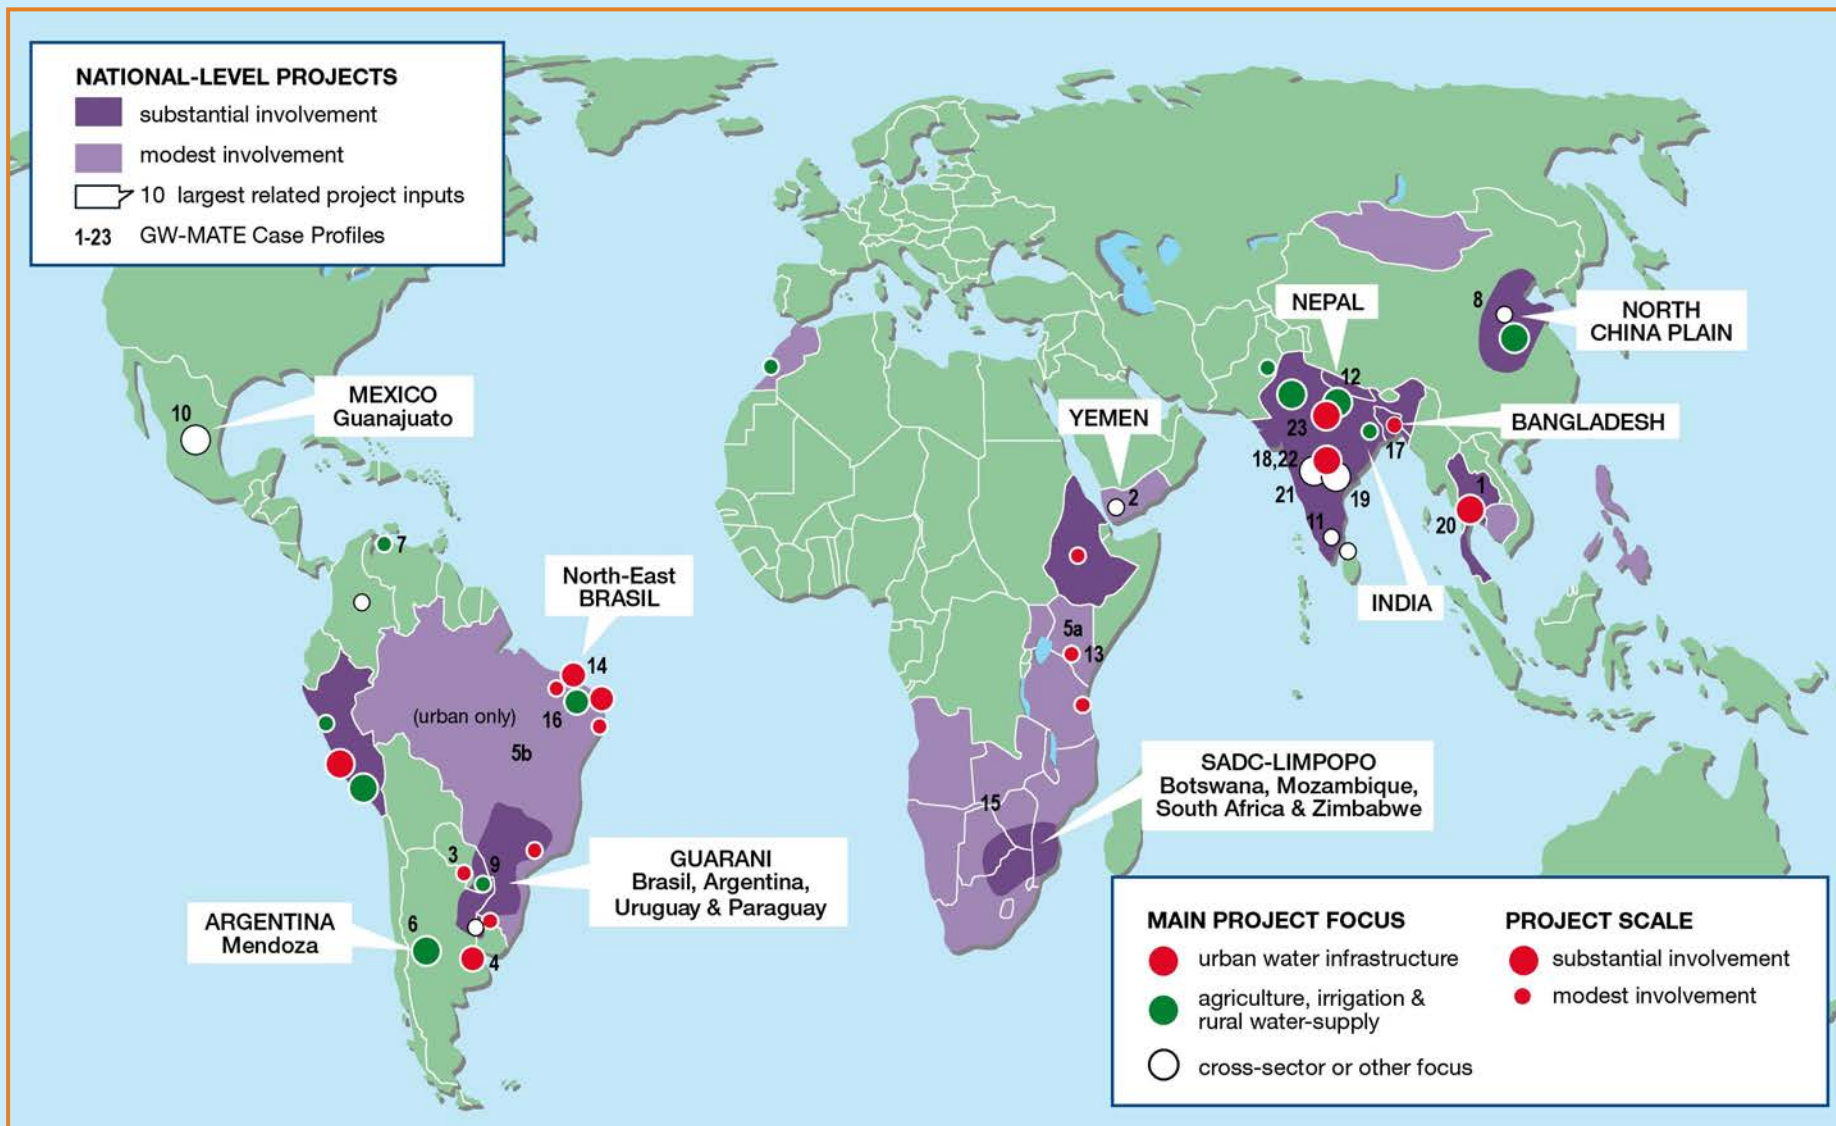 NATIONAL-LEVEL PROJECTS
substantial involvement
modest involvement
10 largest related project inputs
1-23 GW-MATE Case Profiles
NEPAL
8
NORTH
CHINA PLAIN
12
MEXICO
Guanajuato
10
YEMEN
2
23
BANGLADESH
17
18,22
21
19
1
20
11
INDIA
7
North-East
BRASIL
14
16
(urban only)
5b
5a
13
SADC-LIMPOPO
Botswana, Mozambique,
South Africa & Zimbabwe
15
3
9
GUARANI
Brasil, Argentina,
Uruguay & Paraguay
ARGENTINA
Mendoza
6
4
MAIN PROJECT FOCUS
urban water infrastructure
agriculture, irrigation &
rural water-supply
cross-sector or other focus
PROJECT SCALE
substantial involvement
modest involvement